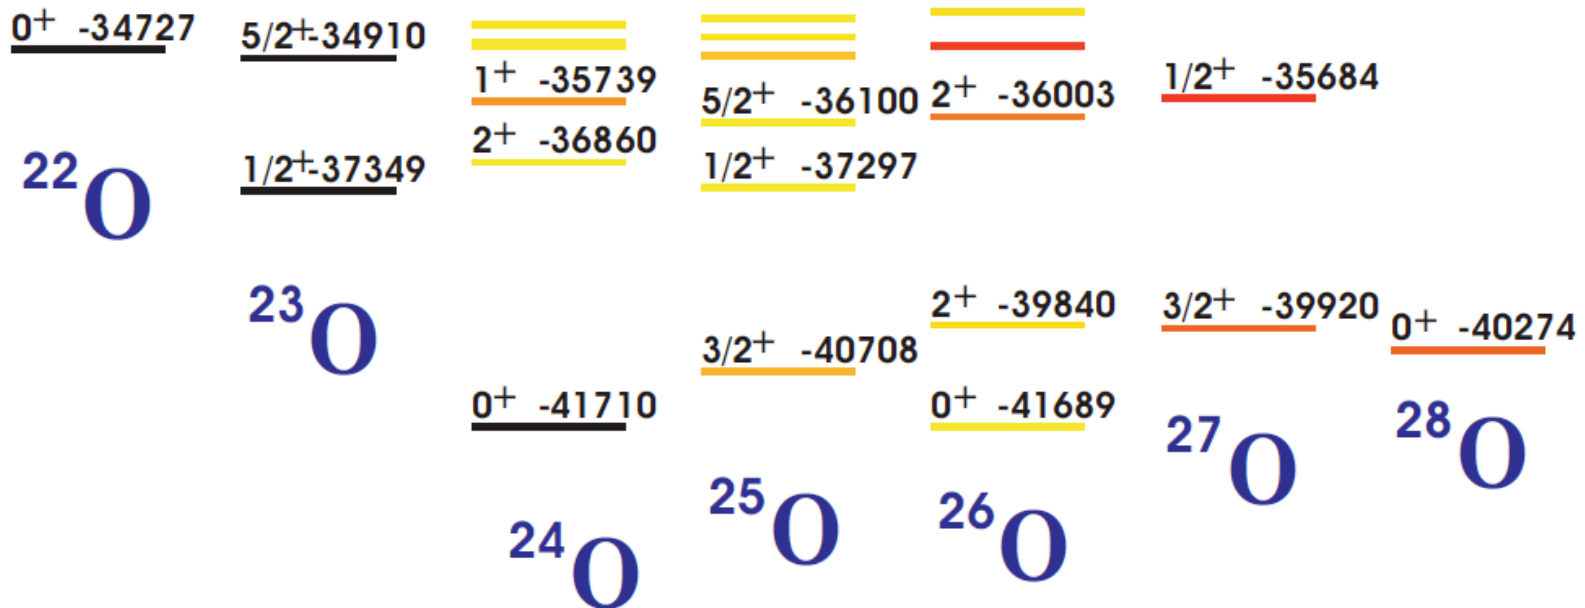 0+ -34727
22O
5/2+-34910
1/2+-37349
23O
1+ -35739
2+ -36860
0+ -41710
24O
5/2+ -36100
1/2+ -37297
3/2+ -40708
25O
2+ -36003
2+ -39840
0+ -41689
26O
1/2+ -35684
3/2+ -39920
27O
0+ -40274
28O